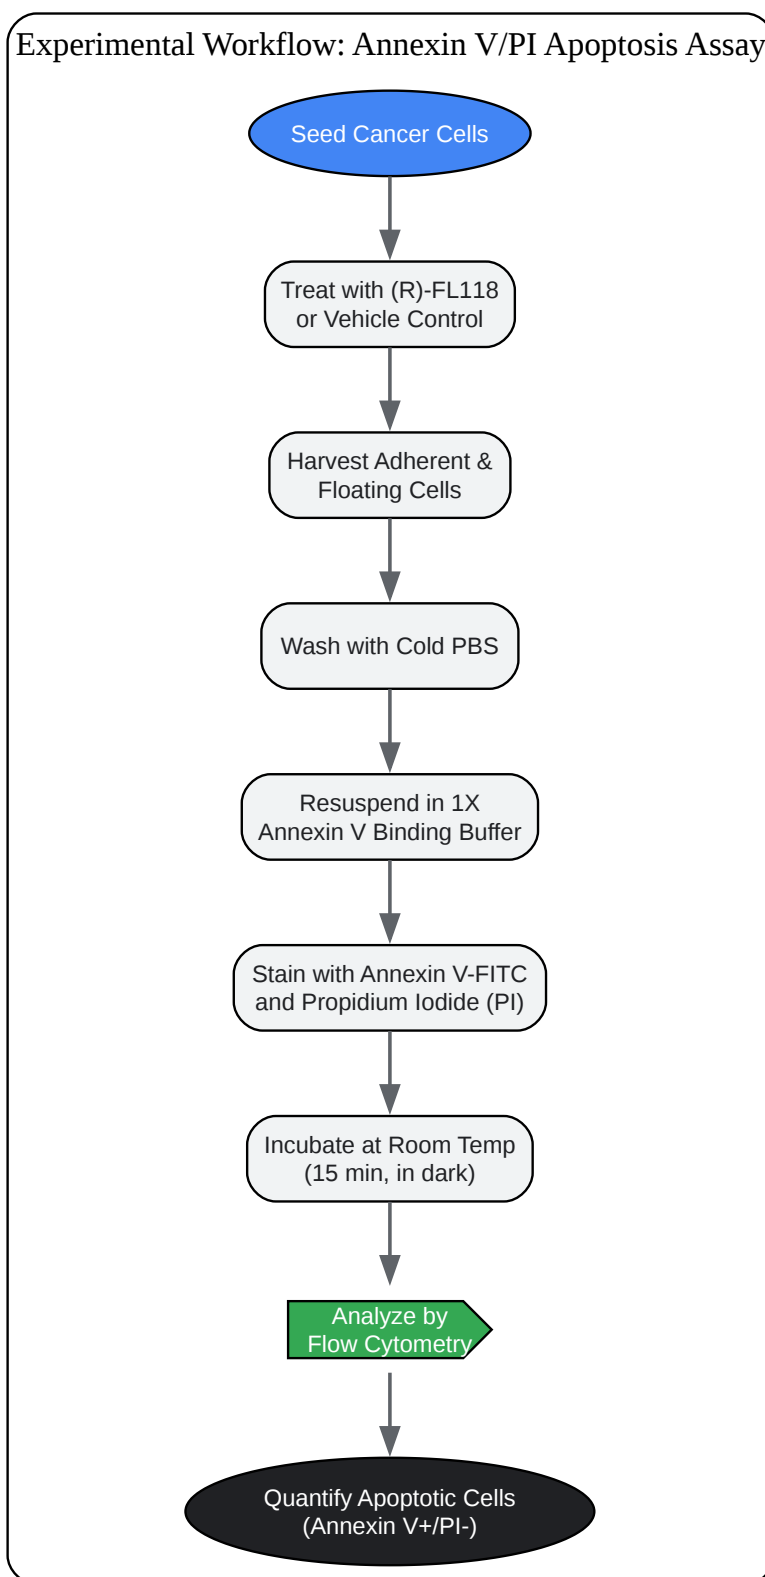 Experimental Workflow: Annexin V/PI Apoptosis Assay
Seed Cancer Cells
Treat with (R)-FL118
or Vehicle Control
Harvest Adherent &
Floating Cells
Wash with Cold PBS
Resuspend in 1X
Annexin V Binding Buffer
Stain with Annexin V-FITC
and Propidium Iodide (PI)
Incubate at Room Temp
(15 min, in dark)
Analyze by
Flow Cytometry
Quantify Apoptotic Cells
(Annexin V+/PI-)